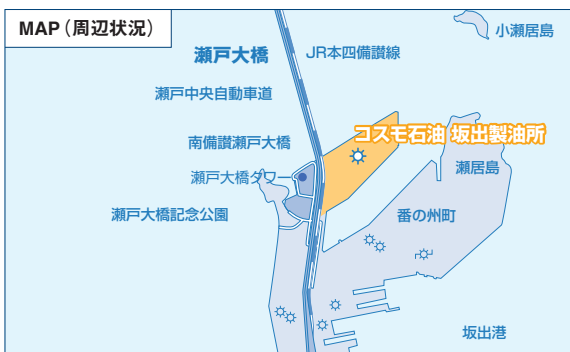 MAP（周辺状況）
小瀬居島
瀬戸大橋
JR本四備讃線
瀬戸中央自動車道
コスモ石油 坂出製油所
南備讃瀬戸大橋
瀬居島
瀬戸大橋タワー
瀬戸大橋記念公園
番の州町
坂出港